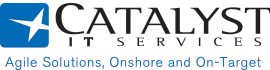 CATALYST
IT SERVICES
Agile Solutions, Onshore and On-Target